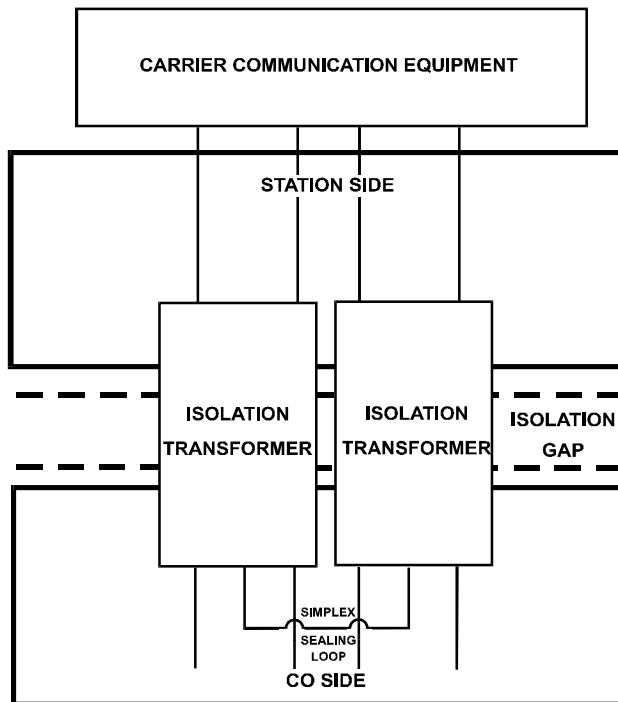 CARRIER COMMUNICATION EQUIPMENT
STATION SIDE
ISOLATION
TRANSFORMER
ISOLATION
TRANSFORMER
ISOLATION
GAP
SIMPLEX
SEALING
LOOP
CO SIDE